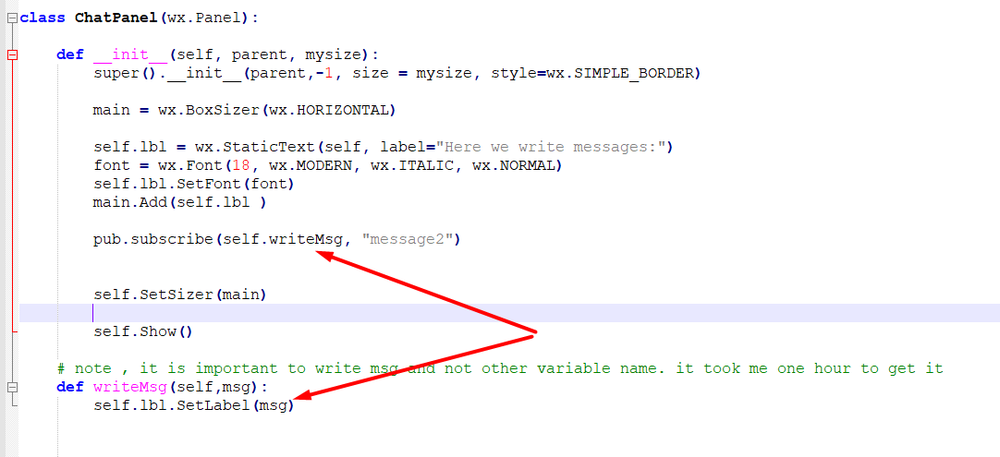 class ChatPanel(wx.Panel):
def __init__(self, parent, mysize):
super().__init__(parent,-1, size = mysize, style=wx.SIMPLE_BORDER)
main = wx.BoxSizer(wx.HORIZONTAL)
self.lbl = wx.StaticText(self, label="Here we write messages:")
font = wx.Font(18, wx.MODERN, wx.ITALIC, wx.NORMAL)
self.lbl.SetFont(font)
main.Add(self.lbl )
pub.subscribe(self.writeMsg, "message2")
self.SetSizer(main)
self.Show()
# note , it is important to write msg and not other variable name. it took me one hour to get it
def writeMsg(self,msg):
self.lbl.SetLabel(msg)